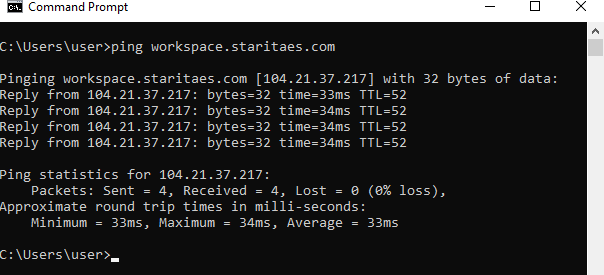 Command Prompt
C:\Users\user>ping workspace.staritaes.com
Pinging workspace.staritaes.com [104.21.37.217] with 32 bytes of data:
Reply from 104.21.37.217: bytes=32 time=33ms TTL=52
Reply from 104.21.37.217: bytes=32 time=34ms TTL=52
Reply from 104.21.37.217: bytes=32 time=34ms TTL=52
Reply from 104.21.37.217: bytes=32 time=34ms TTL=52
Ping statistics for 104.21.37.217:
    Packets: Sent = 4, Received = 4, Lost = 0 (0% loss),
Approximate round trip times in milli-seconds:
    Minimum = 33ms, Maximum = 34ms, Average = 33ms
C:\Users\user>